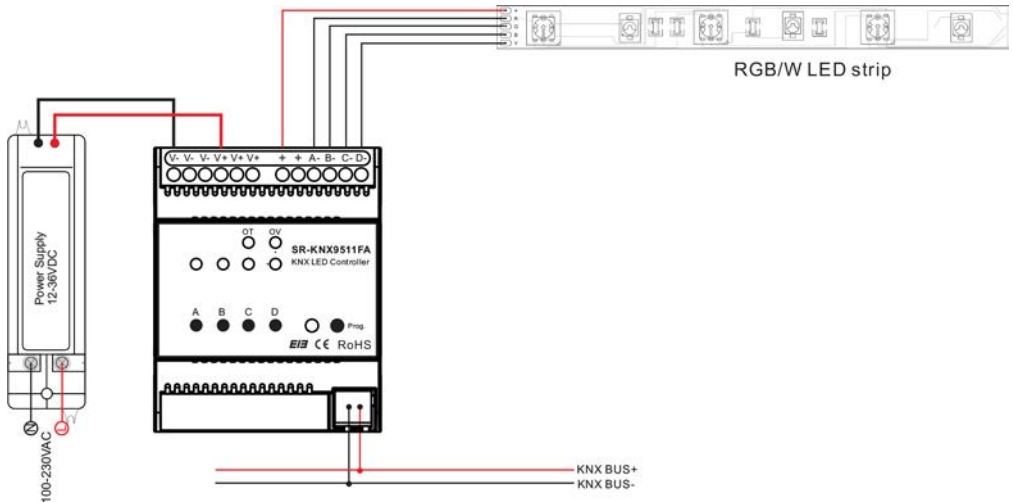 RGB/W LED strip
V- V- V- V+ V+ V+ + + A- B- C- D-
OT OV
SR-KNX9511FA
KNX LED Controller
Power Supply
12-36VDC
A B C D
Prog.
EIB CE RoHS
N L
100-230VAC
KNX BUS+
KNX BUS-